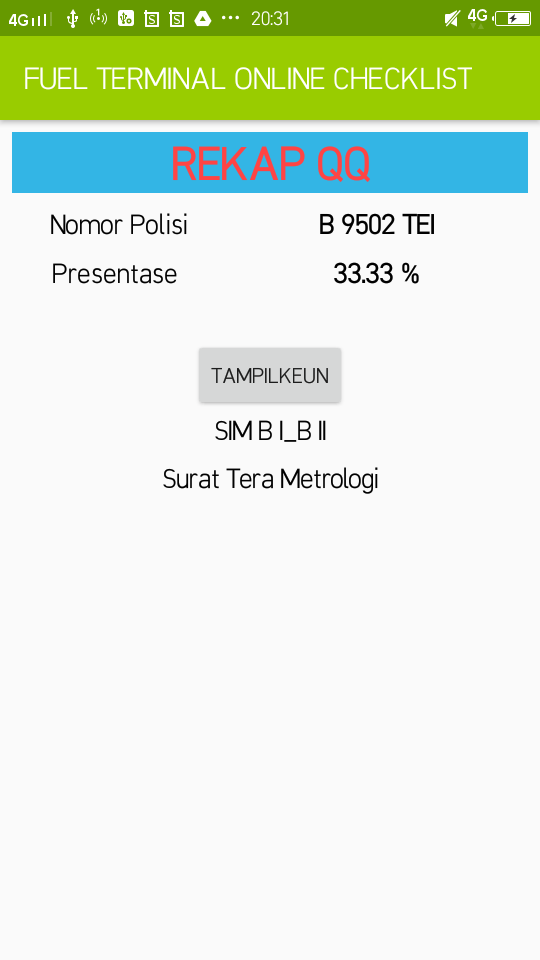 4G 20:31 4G
FUEL TERMINAL ONLINE CHECKLIST
REKAP QQ
Nomor Polisi B 9502 TEI
Presentase 33.33 %
TAMPILKEUN
SIM B I_B II
Surat Tera Metrologi